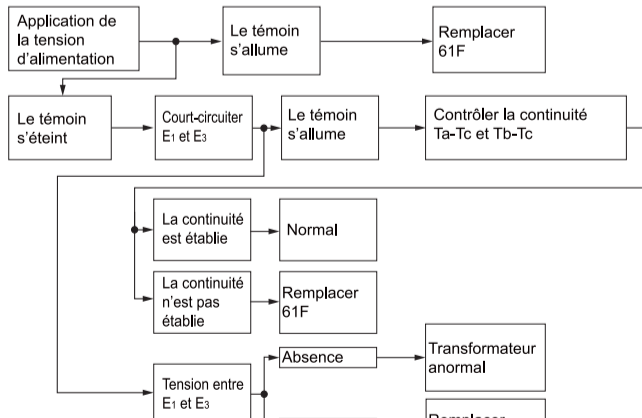 Application de
la tension
d'alimentation
Le témoin
s'allume
Remplacer
61F
Le témoin
s'éteint
Court-circuiter
E1 et E3
Le témoin
s'allume
Contrôler la continuité
Ta-Tc et Tb-Tc
La continuité
est établie
Normal
La continuité
n'est pas
établie
Remplacer
61F
Tension entre
E1 et E3
Absence
Transformateur
anormal
Remplacer